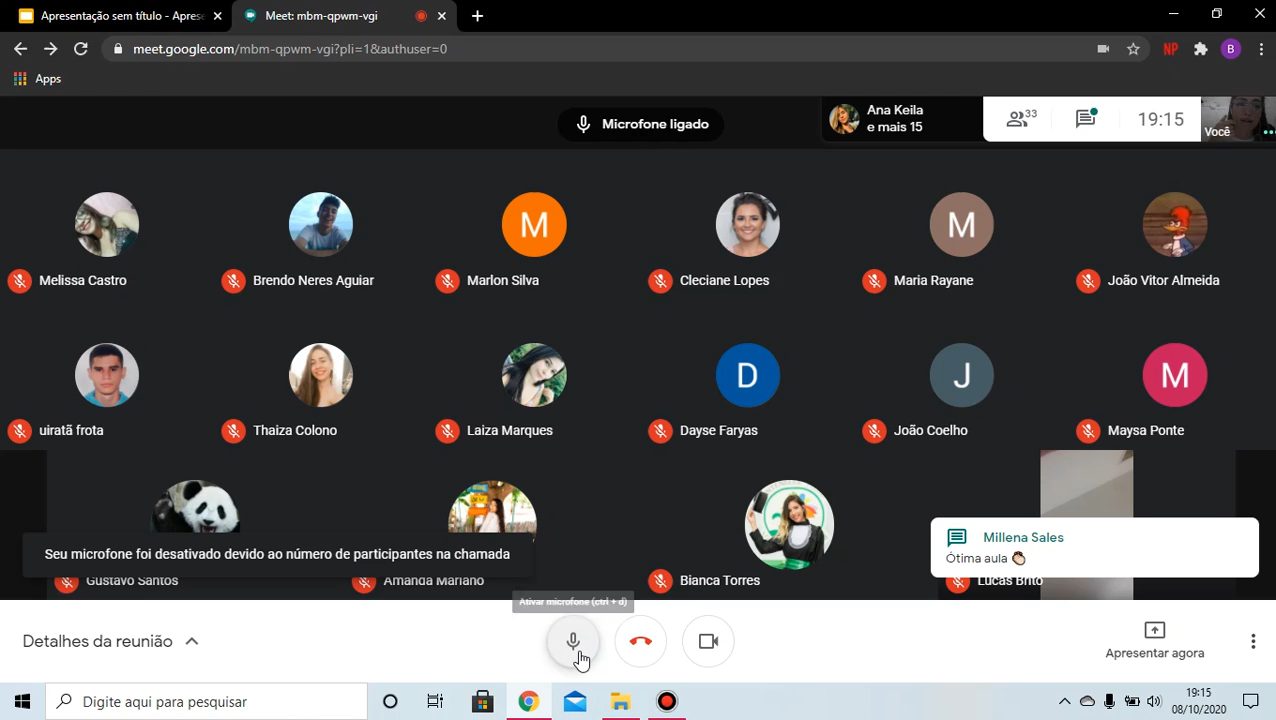 Apresentação sem título - Aprese
Meet: mbm-qpwm-vgi
meet.google.com/mbm-qpwm-vgi?pli=1&authuser=0
NP
B
Apps
Microfone ligado
Ana Keila
e mais 15
33
19:15
Você
M
M
Melissa Castro
Brendo Neres Aguiar
Marlon Silva
Cleciane Lopes
Maria Rayane
João Vitor Almeida
D
J
M
uiratã frota
Thaiza Colono
Laiza Marques
Dayse Faryas
João Coelho
Maysa Ponte
Seu microfone foi desativado devido ao número de participantes na chamada
Millena Sales
Ótima aula 👏🏻
Gustavo Santos
Amanda Mariano
Bianca Torres
Lucas Brito
Ativar microfone (ctrl + d)
Detalhes da reunião
Apresentar agora
Digite aqui para pesquisar
19:15
08/10/2020